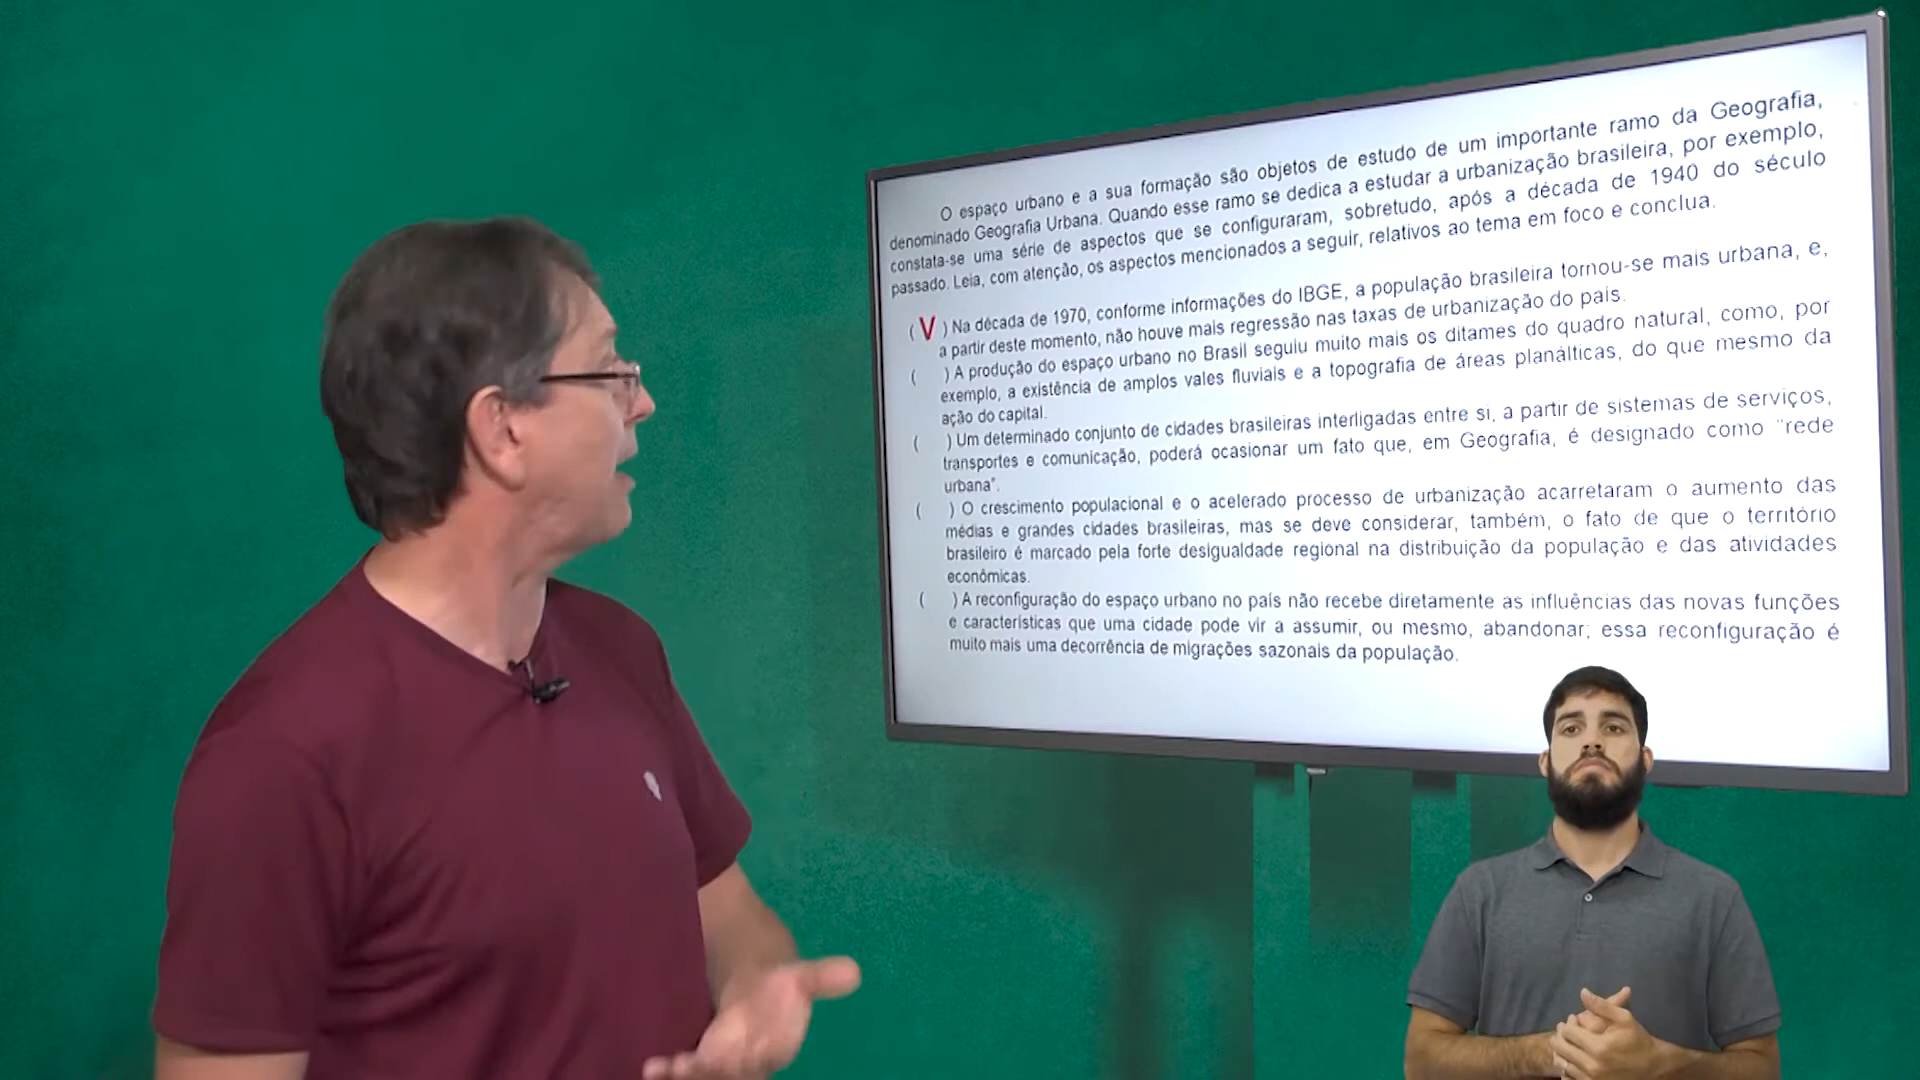 O espaço urbano e a sua formação são objetos de estudo de um importante ramo da Geografia,
denominado Geografia Urbana. Quando esse ramo se dedica a estudar a urbanização brasileira, por exemplo,
constata-se uma série de aspectos que se configuraram, sobretudo, após a década de 1940 do século
passado. Leia, com atenção, os aspectos mencionados a seguir, relativos ao tema em foco e conclua.
( V ) Na década de 1970, conforme informações do IBGE, a população brasileira tornou-se mais urbana, e,
a partir deste momento, não houve mais regressão nas taxas de urbanização do país.
( ) A produção do espaço urbano no Brasil seguiu muito mais os ditames do quadro natural, como, por
exemplo, a existência de amplos vales fluviais e a topografia de áreas planálticas, do que mesmo da
ação do capital.
( ) Um determinado conjunto de cidades brasileiras interligadas entre si, a partir de sistemas de serviços,
transportes e comunicação, poderá ocasionar um fato que, em Geografia, é designado como "rede
urbana".
( ) O crescimento populacional e o acelerado processo de urbanização acarretaram o aumento das
médias e grandes cidades brasileiras, mas se deve considerar, também, o fato de que o território
brasileiro é marcado pela forte desigualdade regional na distribuição da população e das atividades
econômicas.
( ) A reconfiguração do espaço urbano no país não recebe diretamente as influências das novas funções
e características que uma cidade pode vir a assumir, ou mesmo, abandonar; essa reconfiguração é
muito mais uma decorrência de migrações sazonais da população.